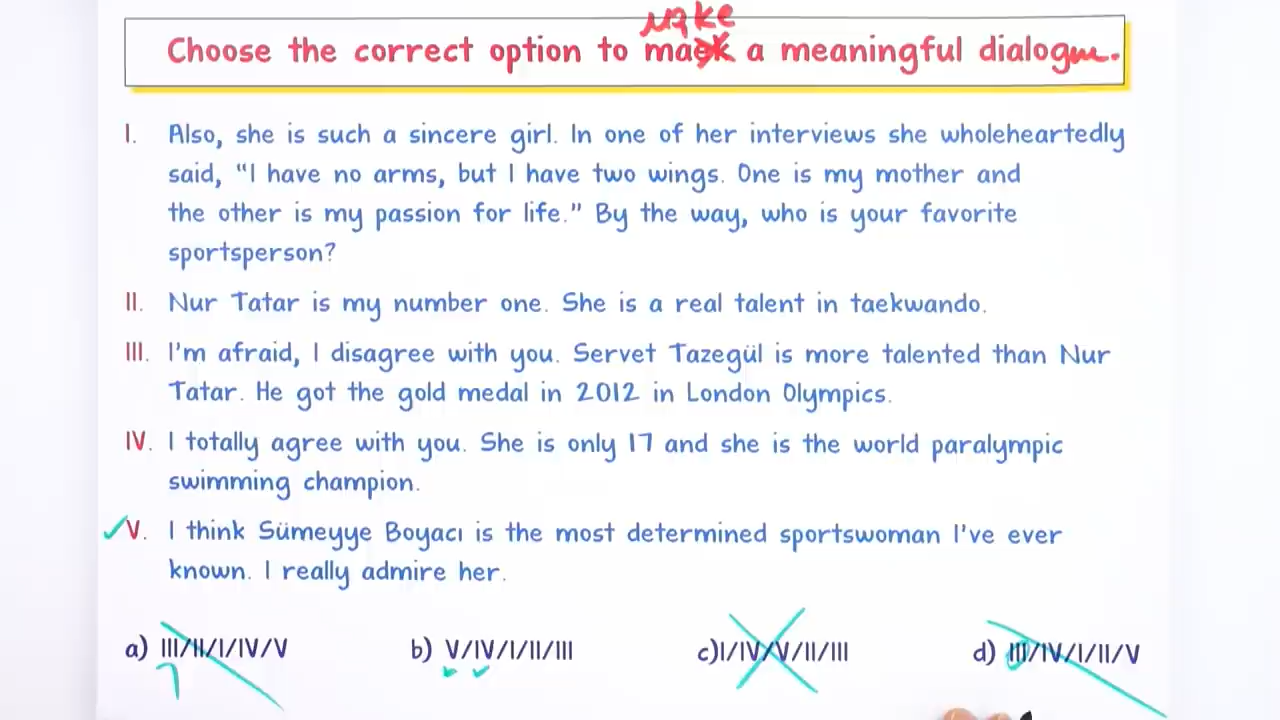 make
Choose the correct option to maek a meaningful dialogue.
I. Also, she is such a sincere girl. In one of her interviews she wholeheartedly
said, “I have no arms, but I have two wings. One is my mother and
the other is my passion for life.” By the way, who is your favorite
sportsperson?
II. Nur Tatar is my number one. She is a real talent in taekwando.
III. I'm afraid, I disagree with you. Servet Tazegül is more talented than Nur
Tatar. He got the gold medal in 2012 in London Olympics.
IV. I totally agree with you. She is only 17 and she is the world paralympic
swimming champion.
V. I think Sümeyye Boyacı is the most determined sportswoman I've ever
known. I really admire her.
a) III/II/I/IV/V b) V/IV/I/II/III c)I/IV/V/II/III d) III/IV/I/II/V